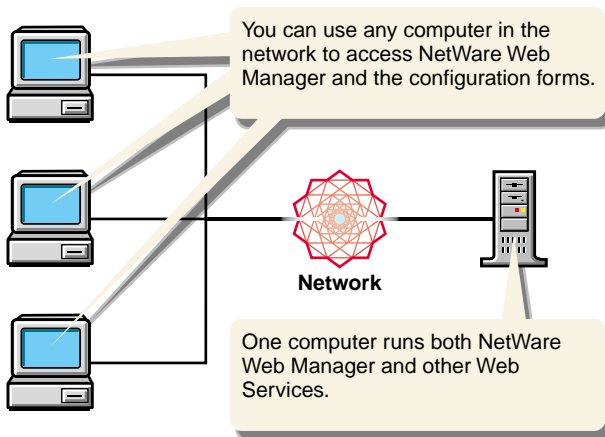 You can use any computer in the
network to access NetWare Web
Manager and the configuration forms.
Network
One computer runs both NetWare
Web Manager and other Web
Services.